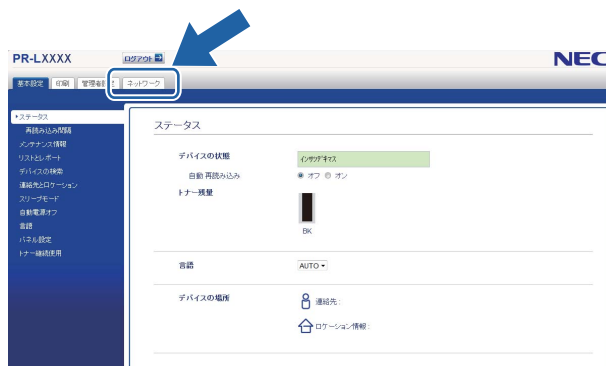 PR-LXXXX
ログアウト
NEC
基本設定
印刷
管理者
ネットワーク
ステータス
再読み込み間隔
メンテナンス情報
リストとレポート
デバイスの検索
連絡先とロケーション
スリープモード
自動電源オフ
言語
パネル設定
トナー継続使用
ステータス
デバイスの状態
インサツデキマス
自動 再読み込み
オフ
オン
トナー残量
BK
言語
AUTO
デバイスの場所
連絡先:
ロケーション情報: